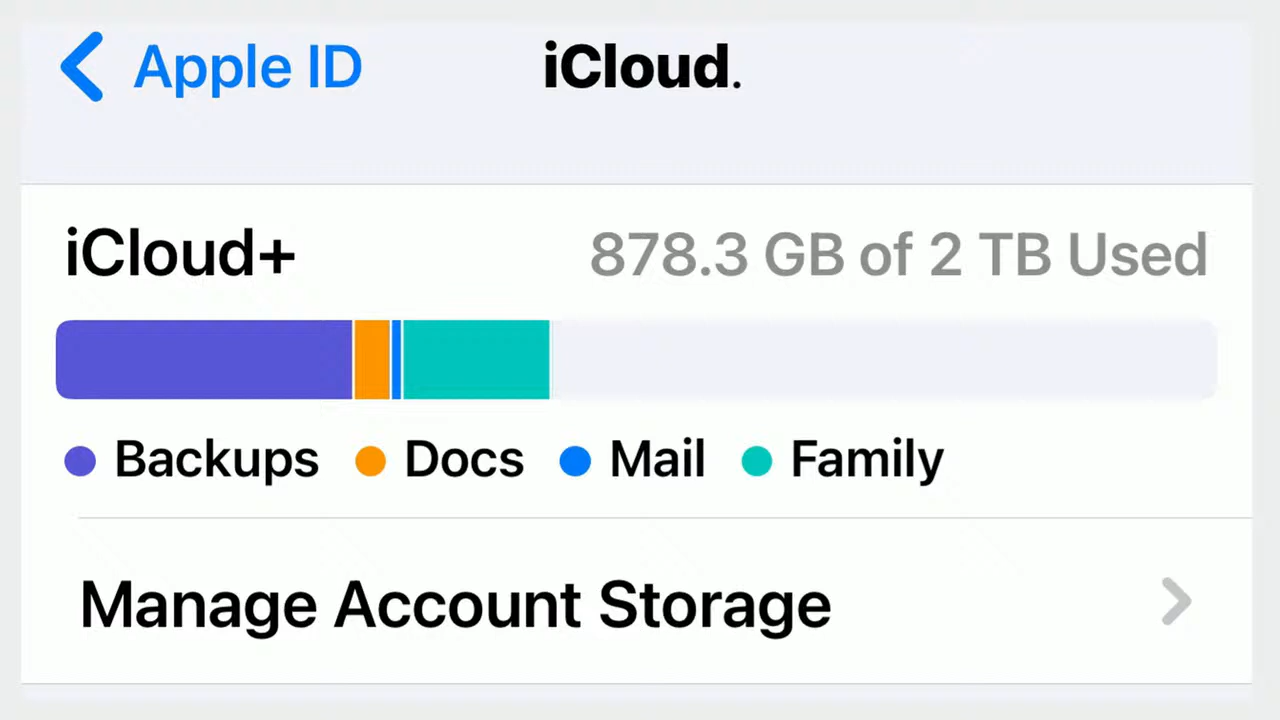 Apple ID
iCloud.
iCloud+
878.3 GB of 2 TB Used
Backups
Docs
Mail
Family
Manage Account Storage